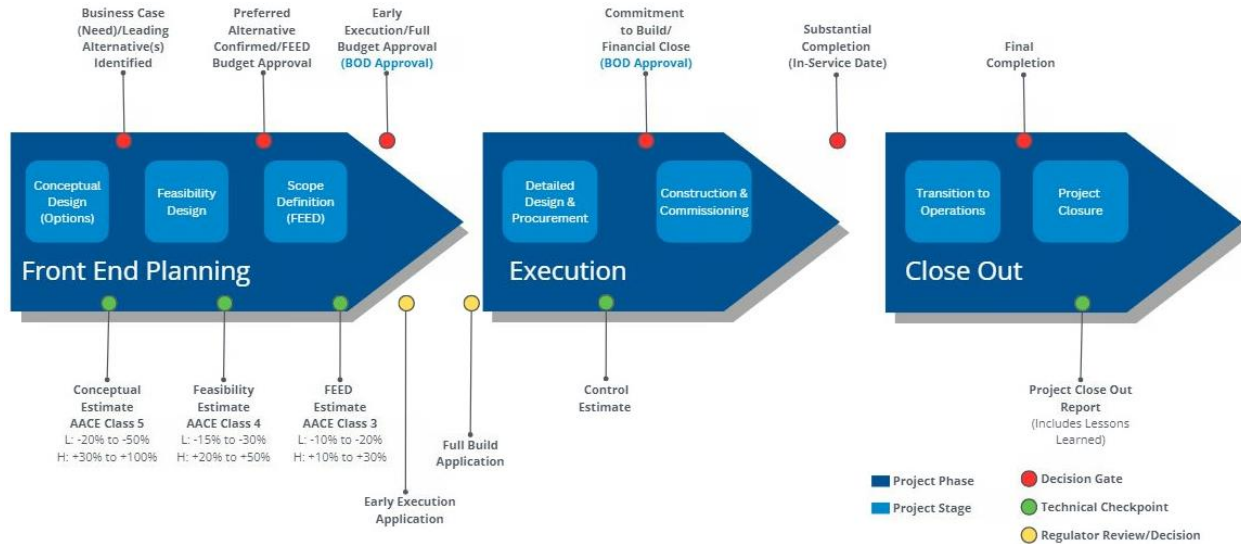 Business Case
(Need)/Leading
Alternative(s)
Identified
Preferred
Alternative
Confirmed/FEED
Budget Approval
Early
Execution/Full
Budget Approval
(BOD Approval)
Commitment
to Build/
Financial Close
(BOD Approval)
Substantial
Completion
(In-Service Date)
Final
Completion
Conceptual
Design
(Options)
Feasibility
Design
Scope
Definition
(FEED)
Front End Planning
Detailed
Design &
Procurement
Construction &
Commissioning
Execution
Transition to
Operations
Project
Closure
Close Out
Conceptual
Estimate
AACE Class 5
L: -20% to -50%
H: +30% to +100%
Feasibility
Estimate
AACE Class 4
L: -15% to -30%
H: +20% to +50%
FEED
Estimate
AACE Class 3
L: -10% to -20%
H: +10% to +30%
Early Execution
Application
Full Build
Application
Control
Estimate
Project Close Out
Report
(Includes Lessons
Learned)
Project Phase
Project Stage
Decision Gate
Technical Checkpoint
Regulator Review/Decision